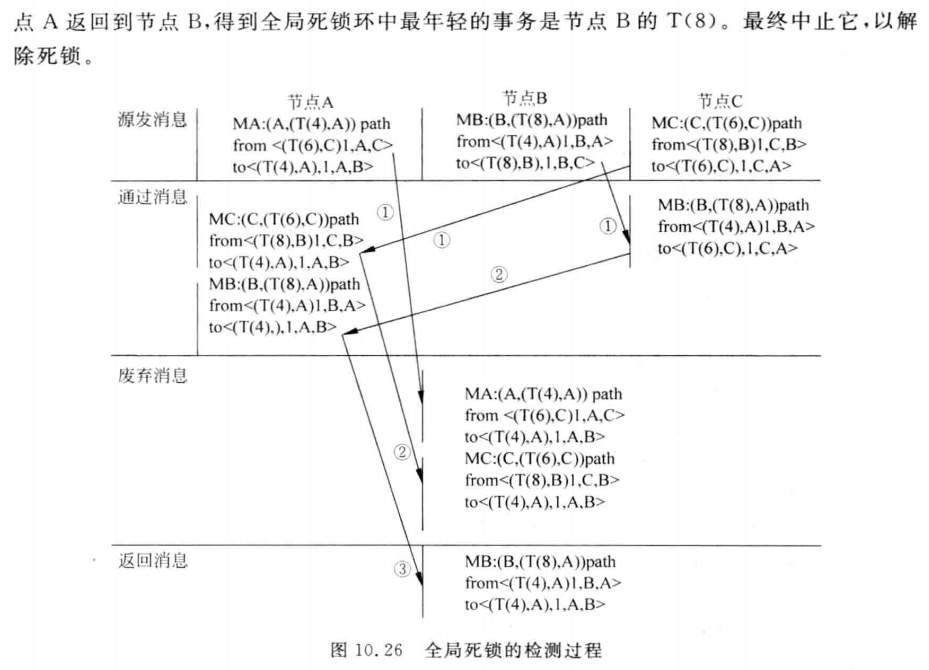 点 A 返回到节点 B,得到全局死锁环中最年轻的事务是节点 B 的 T(8)。最终中止它,以解
除死锁。
节点A
节点B
节点C
源发消息
MA:(A,(T(4),A)) path
from <(T(6),C)1,A,C>
to<(T(4),A),1,A,B>
MB:(B,(T(8),A))path
from<(T(4),A)1,B,A>
to<(T(8),B),1,B,C>
MC:(C,(T(6),C))path
from<(T(8),B)1,C,B>
to<(T(6),C),1,C,A>
通过消息
MC:(C,(T(6),C))path
from<(T(8),B)1,C,B>
to<(T(4),A),1,A,B>
MB:(B,(T(8),A))path
from<(T(4),A)1,B,A>
to<(T(4),),1,A,B>
①
①
①
②
MB:(B,(T(8),A))path
from<(T(4),A)1,B,A>
to<(T(6),C),1,C,A>
废弃消息
②
MA:(A,(T(4),A)) path
from <(T(6),C)1,A,C>
to<(T(4),A),1,A,B>
MC:(C,(T(6),C))path
from<(T(8),B)1,C,B>
to<(T(4),A),1,A,B>
返回消息
③
MB:(B,(T(8),A))path
from<(T(4),A)1,B,A>
to<(T(4),A),1,A,B>
图 10.26 全局死锁的检测过程